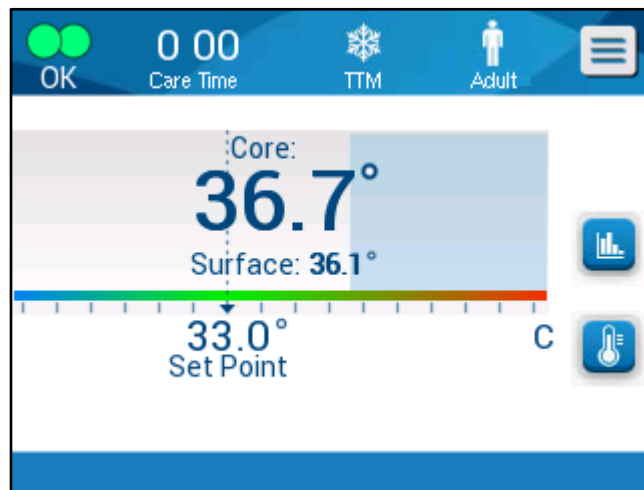 OK
0 00
Care Time
TTM
Adult
Core:
36.7°
Surface: 36.1°
33.0°
C
Set Point